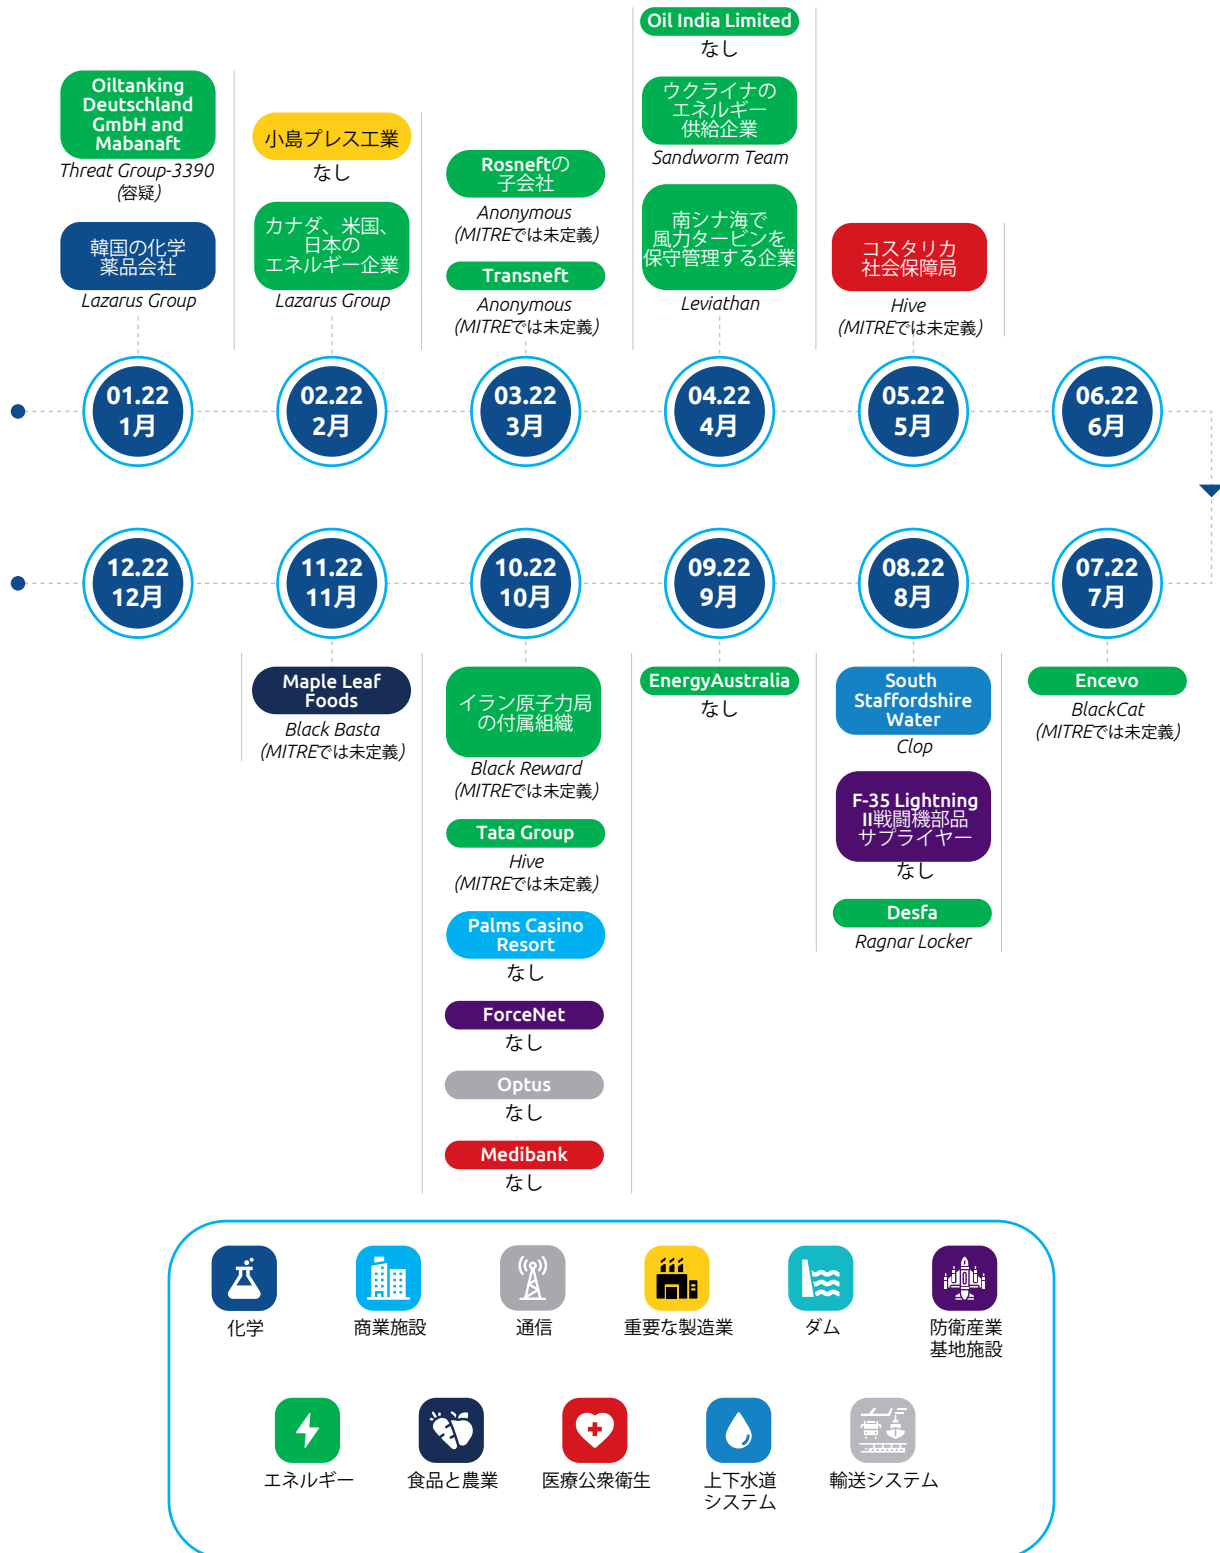 Oiltanking
Deutschland
GmbH and
Mabanaft
Threat Group-3390
(容疑)
韓国の化学
薬品会社
Lazarus Group
小島プレス工業
なし
カナダ、米国、
日本の
エネルギー企業
Lazarus Group
Rosneftの
子会社
Anonymous
(MITREでは未定義)
Transneft
Anonymous
(MITREでは未定義)
Oil India Limited
なし
ウクライナの
エネルギー
供給企業
Sandworm Team
南シナ海で
風力タービンを
保守管理する企業
Leviathan
コスタリカ
社会保障局
Hive
(MITREでは未定義)
01.22
1月
02.22
2月
03.22
3月
04.22
4月
05.22
5月
06.22
6月
12.22
12月
11.22
11月
10.22
10月
09.22
9月
08.22
8月
07.22
7月
Maple Leaf
Foods
Black Basta
(MITREでは未定義)
イラン原子力局
の付属組織
Black Reward
(MITREでは未定義)
Tata Group
Hive
(MITREでは未定義)
Palms Casino
Resort
なし
ForceNet
なし
Optus
なし
Medibank
なし
EnergyAustralia
なし
South
Staffordshire
Water
Clop
F-35 Lightning
II戦闘機部品
サプライヤー
なし
Desfa
Ragnar Locker
Encevo
BlackCat
(MITREでは未定義)
化学
商業施設
通信
重要な製造業
ダム
防衛産業
基地施設
エネルギー
食品と農業
医療公衆衛生
上下水道
システム
輸送システム